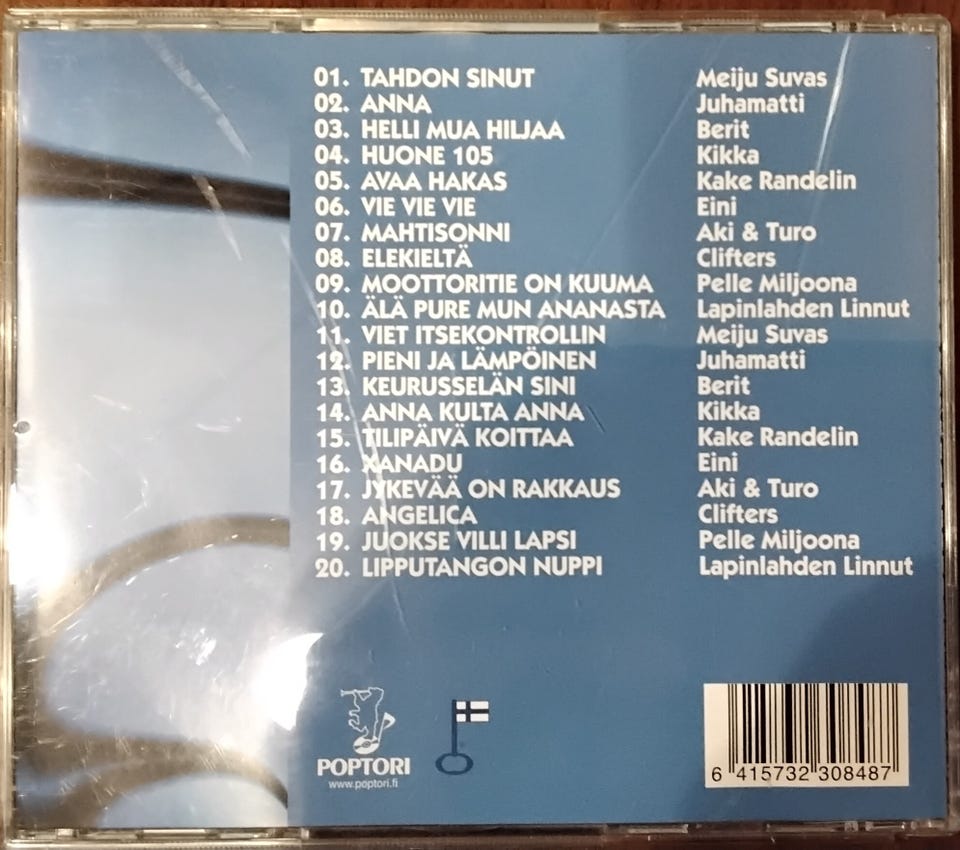 01. TAHDON SINUT Meiju Suvas
02. ANNA Juhamatti
03. HELLI MUA HILJAA Berit
04. HUONE 105 Kikka
05. AVAA HAKAS Kake Randelin
06. VIE VIE VIE Eini
07. MAHTISONNI Aki & Turo
08. ELEKIELTÄ Clifters
09. MOOTTORITIE ON KUUMA Pelle Miljoona
10. ÄLÄ PURE MUN ANANASTA Lapinlahden Linnut
11. VIET ITSEKONTROLLIN Meiju Suvas
12. PIENI JA LÄMPÖINEN Juhamatti
13. KEURUSSELÄN SINI Berit
14. ANNA KULTA ANNA Kikka
15. TILIPÄIVÄ KOITTAA Kake Randelin
16. XANADU Eini
17. JYKEVÄÄ ON RAKKAUS Aki & Turo
18. ANGELICA Clifters
19. JUOKSE VILLI LAPSI Pelle Miljoona
20. LIPPUTANGON NUPPI Lapinlahden Linnut
POPTORI
www.poptori.fi
6 415732 308487